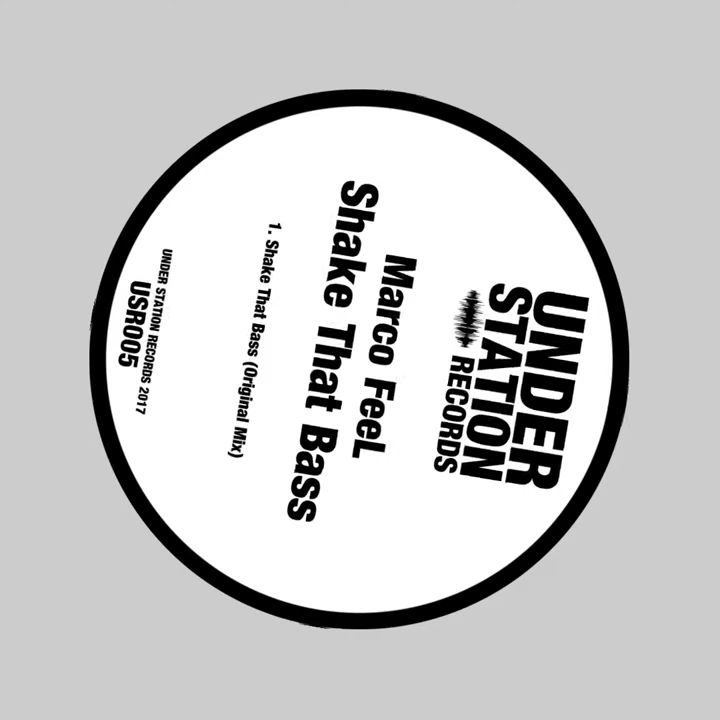 UNDER
STATION
RECORDS
Marco FeeL
Shake That Bass
1. Shake That Bass (Original Mix)
UNDER STATION RECORDS 2017
USR005